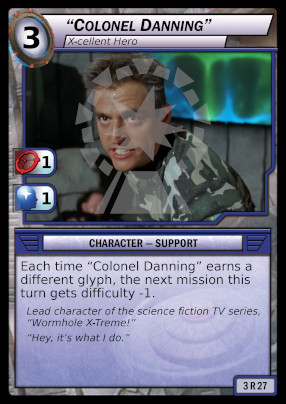 "COLONEL DANNING"
3
X-cellent Hero
1
1
CHARACTER – SUPPORT
Each time "Colonel Danning" earns a
different glyph, the next mission this
turn gets difficulty -1.
Lead character of the science fiction TV series,
"Wormhole X-Treme!"
"Hey, it's what I do."
3 R 27